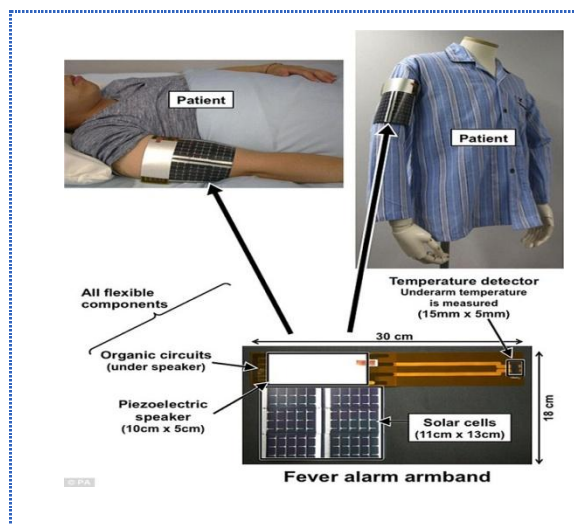 Patient
Patient
Temperature detector
Underarm temperature
is measured
(15mm x 5mm)
All flexible
components
30 cm
Organic circuits
(under speaker)
Piezoelectric
speaker
(10cm x 5cm)
Solar cells
(11cm x 13cm)
18 cm
Fever alarm armband
© PA